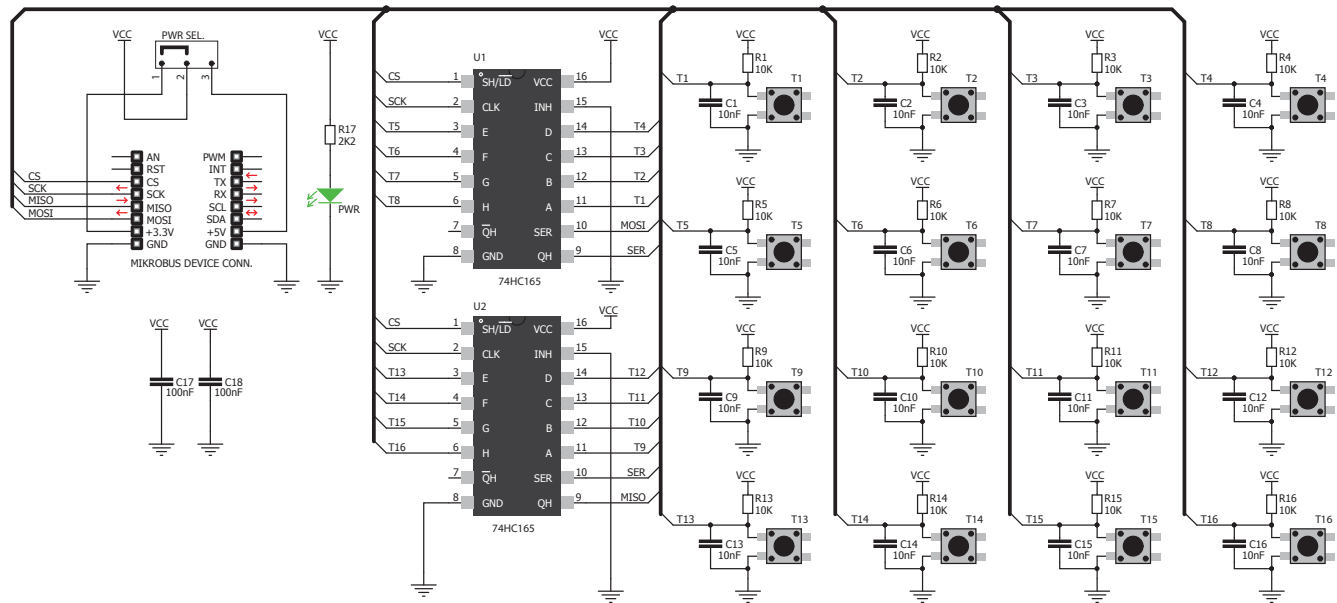 PWR SEL.
VCC
1 2 3
AN
RST
CS
SCK
MISO
MOSI
+3.3V
GND
PWM
INT
TX
RX
SCL
SDA
+5V
GND
CS
SCK
MISO
MOSI
MIKROBUS DEVICE CONN.
VCC
R17
2K2
PWR
VCC
C17
100nF
VCC
C18
100nF
VCC
U1
CS 1 SH/LD VCC 16
SCK 2 CLK INH 15
T5 3 E D 14 T4
T6 4 F C 13 T3
T7 5 G B 12 T2
T8 6 H A 11 T1
7 QH SER 10 MOSI
8 GND QH 9 SER
74HC165
U2
VCC
CS 1 SH/LD VCC 16
SCK 2 CLK INH 15
T13 3 E D 14 T12
T14 4 F C 13 T11
T15 5 G B 12 T10
T16 6 H A 11 T9
7 QH SER 10 SER
8 GND QH 9 MISO
74HC165
VCC
R1
10K
T1
C1
10nF
T1
VCC
R2
10K
T2
C2
10nF
T2
VCC
R3
10K
T3
C3
10nF
T3
VCC
R4
10K
T4
C4
10nF
T4
VCC
R5
10K
T5
C5
10nF
T5
VCC
R6
10K
T6
C6
10nF
T6
VCC
R7
10K
T7
C7
10nF
T7
VCC
R8
10K
T8
C8
10nF
T8
VCC
R9
10K
T9
C9
10nF
T9
VCC
R10
10K
T10
C10
10nF
T10
VCC
R11
10K
T11
C11
10nF
T11
VCC
R12
10K
T12
C12
10nF
T12
VCC
R13
10K
T13
C13
10nF
T13
VCC
R14
10K
T14
C14
10nF
T14
VCC
R15
10K
T15
C15
10nF
T15
VCC
R16
10K
T16
C16
10nF
T16